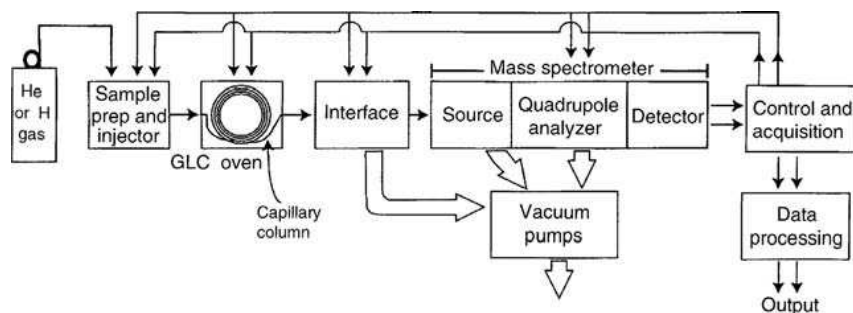 He
or H
gas
Sample
prep and
injector
GLC oven
Capillary
column
Interface
Mass spectrometer
Source
Quadrupole
analyzer
Detector
Control and
acquisition
Vacuum
pumps
Data
processing
Output